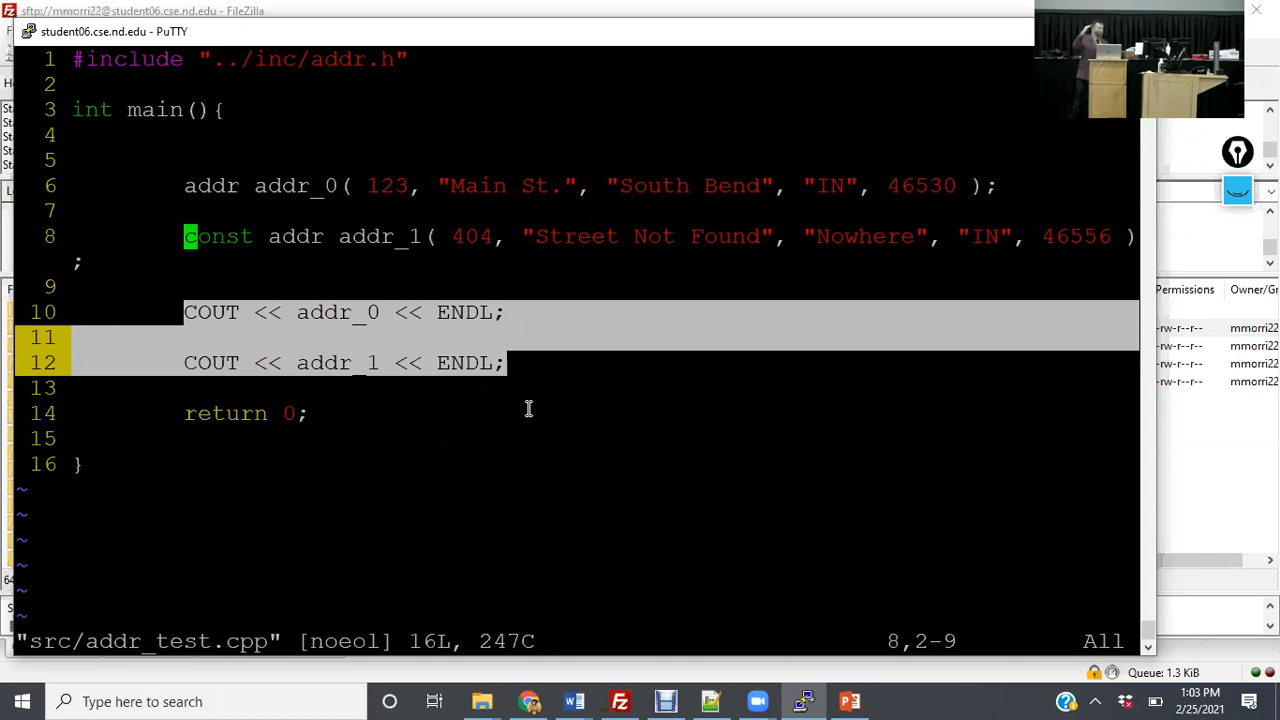 sftp://mmorri22@cse.nd.edu - FileZilla
student06.cse.nd.edu - PuTTY
1 #include "../inc/addr.h"
2
3 int main(){
4
5
6 addr addr_0( 123, "Main St.", "South Bend", "IN", 46530 );
7
8 const addr addr_1( 404, "Street Not Found", "Nowhere", "IN", 46556 )
;
9
10 COUT << addr_0 << ENDL;
11
12 COUT << addr_1 << ENDL;
13
14 return 0;
15
16 }
~
~
~
~
~
~
"src/addr_test.cpp" [noeol] 16L, 247C 8,2-9 All
Permissions Owner/Gr
-rw-r--r-- mmorri22
-rw-r--r-- mmorri22
-rw-r--r-- mmorri22
-rw-r--r-- mmorri22
Queue: 1.3 KiB
Type here to search
1:03 PM
2/25/2021